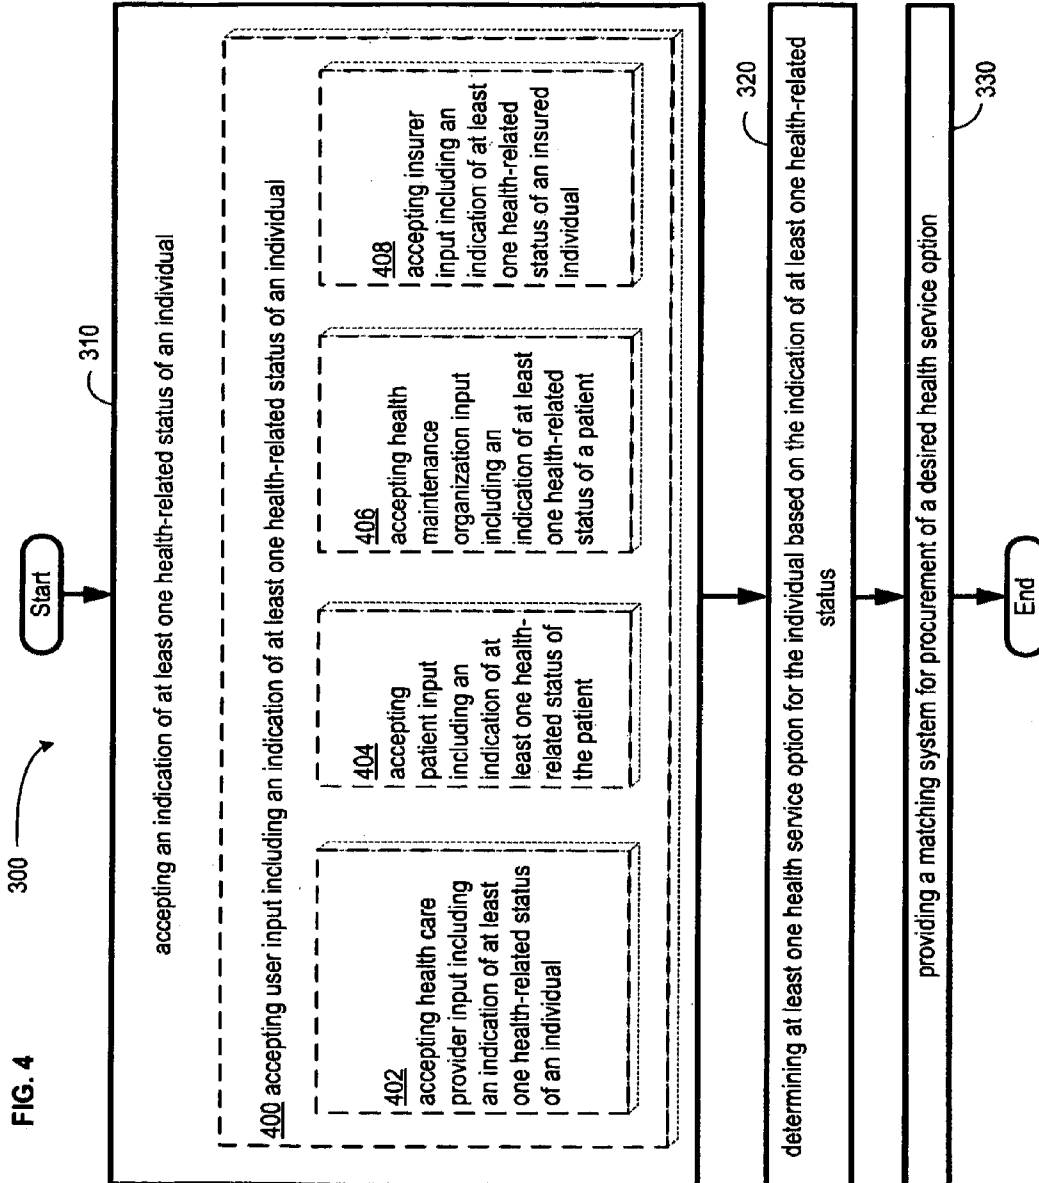 FIG. 4
300
Start
310
accepting an indication of at least one health-related status of an individual
400 accepting user input including an indication of at least one health-related status of an individual
402
accepting health care
provider input including
an indication of at least
one health-related status
of an individual
404
accepting
patient input
including an
indication of at
least one health-
related status of
the patient
406
accepting health
maintenance
organization input
including an
indication of at least
one health-related
status of a patient
408
accepting insurer
input including an
indication of at least
one health-related
status of an insured
individual
320
determining at least one health service option for the individual based on the indication of at least one health-related
status
330
providing a matching system for procurement of a desired health service option
End